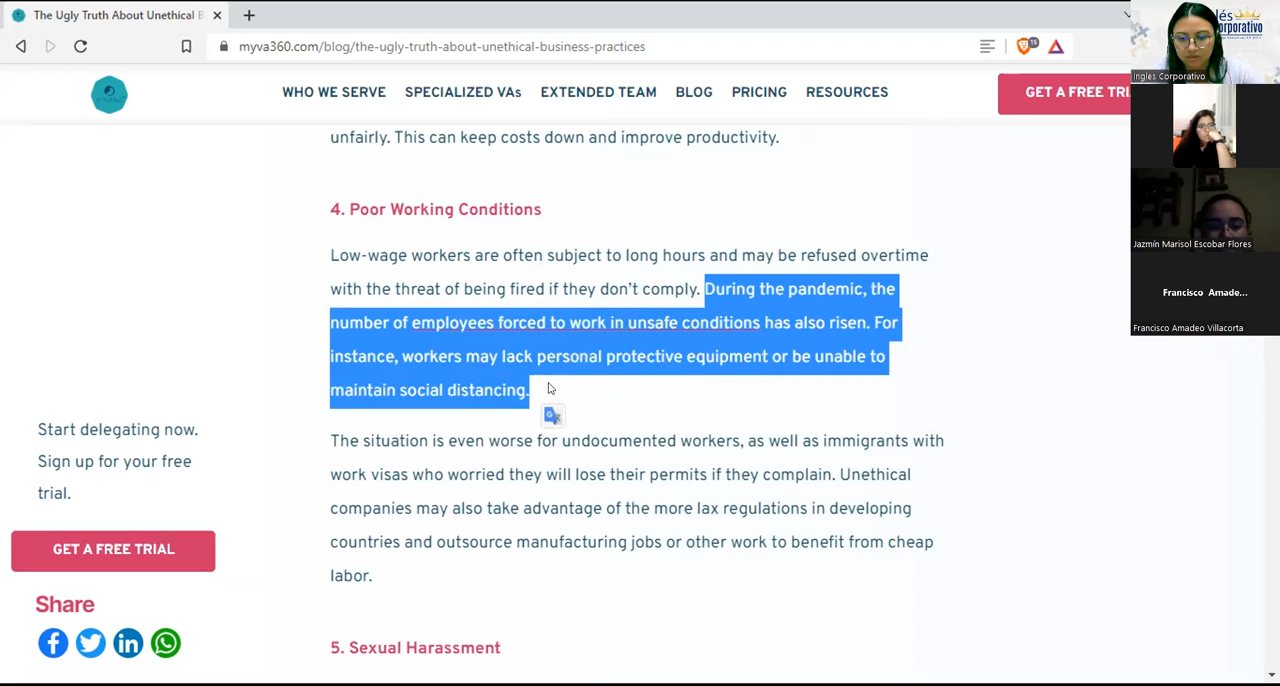 The Ugly Truth About Unethical B
myva360.com/blog/the-ugly-truth-about-unethical-business-practices
15
WHO WE SERVE SPECIALIZED VAs EXTENDED TEAM BLOG PRICING RESOURCES
GET A FREE TRI
unfairly. This can keep costs down and improve productivity.
4. Poor Working Conditions
Low-wage workers are often subject to long hours and may be refused overtime
with the threat of being fired if they don't comply. During the pandemic, the
number of employees forced to work in unsafe conditions has also risen. For
instance, workers may lack personal protective equipment or be unable to
maintain social distancing.
The situation is even worse for undocumented workers, as well as immigrants with
work visas who worried they will lose their permits if they complain. Unethical
companies may also take advantage of the more lax regulations in developing
countries and outsource manufacturing jobs or other work to benefit from cheap
labor.
5. Sexual Harassment
Start delegating now.
Sign up for your free
trial.
GET A FREE TRIAL
Share
lés
orporativo
Ingles Corporativo
Jazmín Marisol Escobar Flores
Francisco Amade...
Francisco Amadeo Villacorta